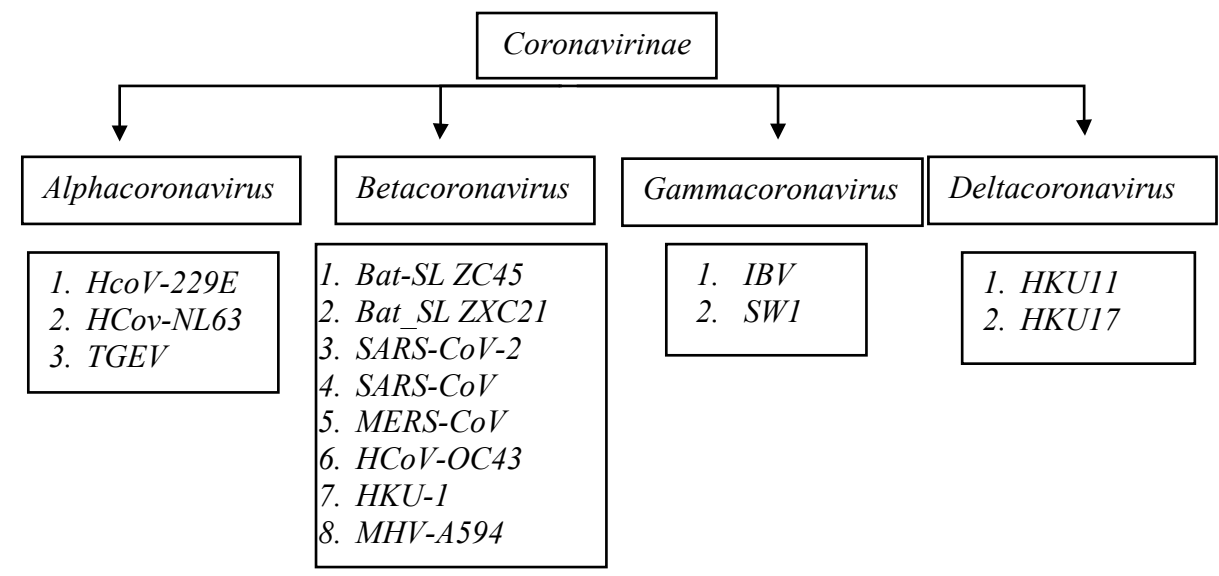 Coronavirinae
Alphacoronavirus
Betacoronavirus
Gammacoronavirus
Deltacoronavirus
1. HcoV-229E
2. HCov-NL63
3. TGEV
1. Bat-SL ZC45
2. Bat_SL ZXC21
3. SARS-CoV-2
4. SARS-CoV
5. MERS-CoV
6. HCoV-OC43
7. HKU-1
8. MHV-A594
1. IBV
2. SW1
1. HKU11
2. HKU17